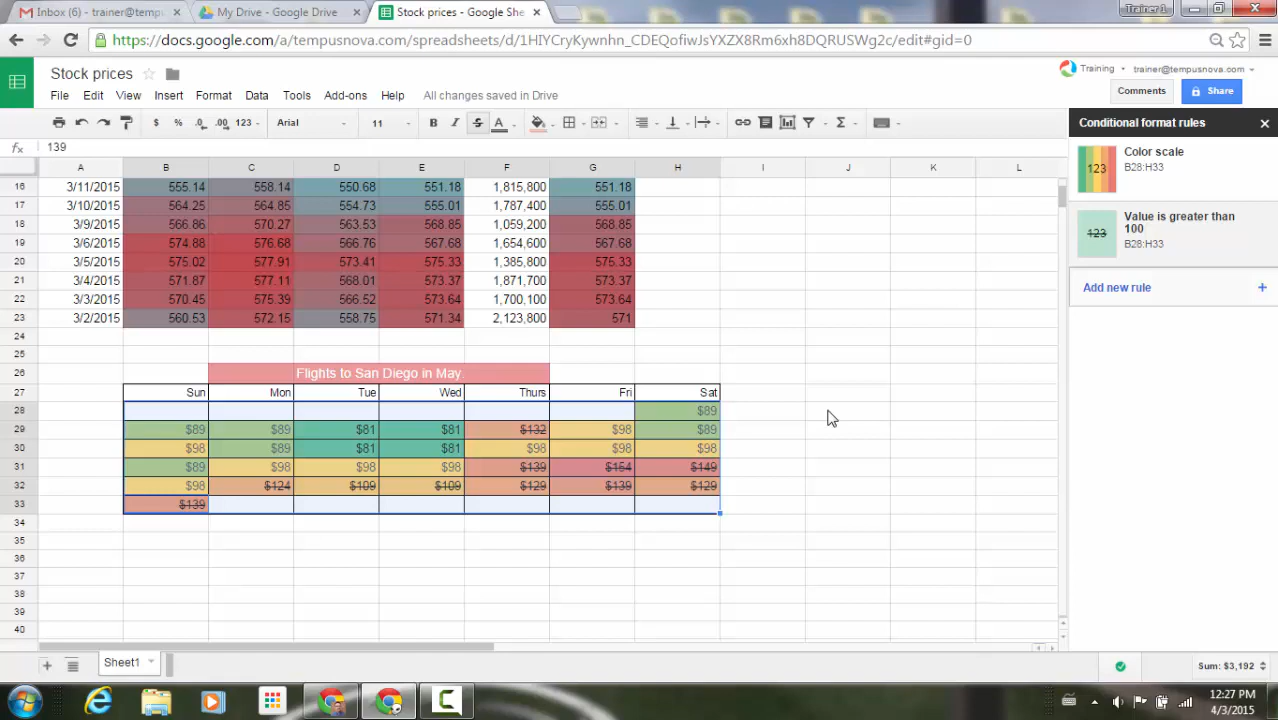 Inbox (6) - trainer@temp
My Drive - Google Drive
Stock prices - Google She
Trainer 1
https://docs.google.com/a/tempusnova.com/spreadsheets/d/1HIYCryKywnhn_CDEQofiwJsYXZX8Rm6xh8DQRUSWg2c/edit#gid=0
Stock prices
Training trainer@tempusnova.com
File Edit View Insert Format Data Tools Add-ons Help All changes saved in Drive
Comments Share
$ % .0 .00 123 Arial 11 B I S A Σ
fx 139
Conditional format rules
A B C D E F G H I J K L
16 3/11/2015 555.14 558.14 550.68 551.18 1,815,800 551.18
17 3/10/2015 564.25 564.85 554.73 555.01 1,787,400 555.01
18 3/9/2015 566.86 570.27 563.53 568.85 1,059,200 568.85
19 3/6/2015 574.88 576.68 566.76 567.68 1,654,600 567.68
20 3/5/2015 575.02 577.91 573.41 575.33 1,385,800 575.33
21 3/4/2015 571.87 577.11 568.01 573.37 1,871,700 573.37
22 3/3/2015 570.45 575.39 566.52 573.64 1,700,100 573.64
23 3/2/2015 560.53 572.15 558.75 571.34 2,123,800 571
24
25
26 Flights to San Diego in May
27 Sun Mon Tue Wed Thurs Fri Sat
28 $89
29 $89 $89 $81 $81 $132 $98 $89
30 $98 $89 $81 $81 $98 $98 $98
31 $89 $98 $98 $98 $139 $154 $149
32 $98 $124 $109 $109 $129 $139 $129
33 $139
34
35
36
37
38
39
40
123 Color scale
B28:H33
123 Value is greater than
100
B28:H33
Add new rule +
Sheet1
Sum: $3,192
12:27 PM
4/3/2015